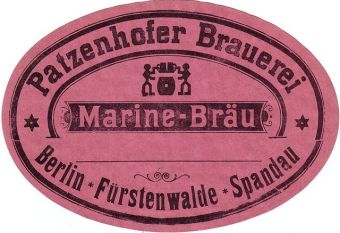 Patzenhofer Brauerei
Marine-Bräu
Berlin * Fürstenwalde * Spandau